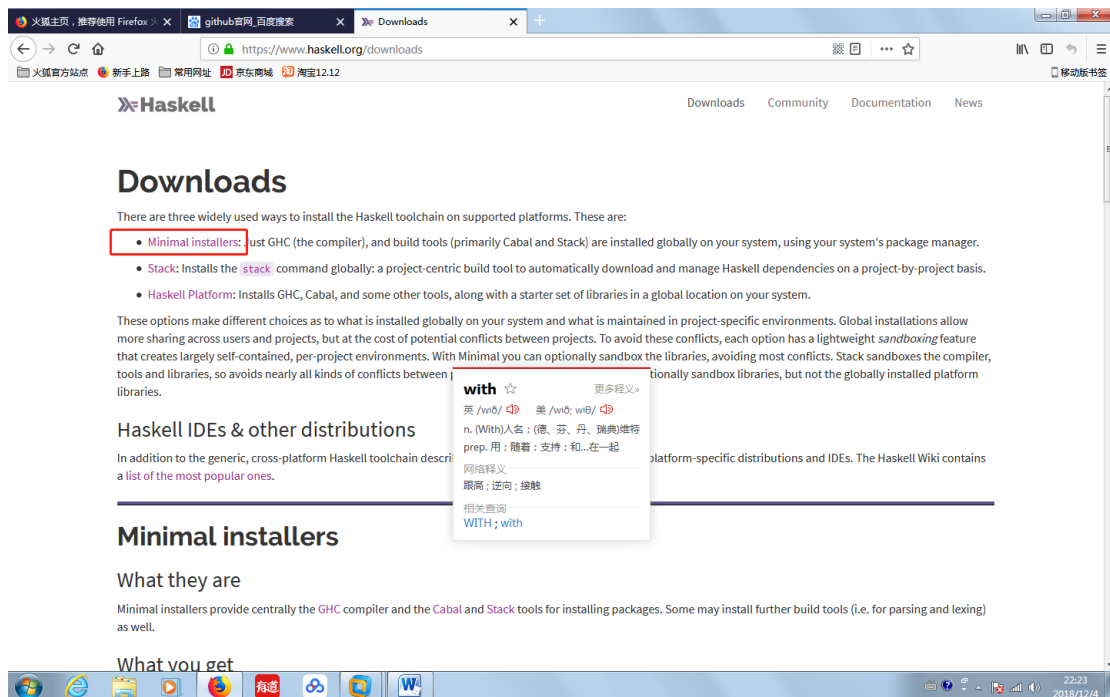 火狐主页，推荐使用 Firefox
github官网_百度搜索
Downloads
https://www.haskell.org/downloads
火狐官方站点 新手上路 常用网址 JD 京东商城 淘 淘宝12.12 移动版书签
Haskell
Downloads Community Documentation News
Downloads
There are three widely used ways to install the Haskell toolchain on supported platforms. These are:
• Minimal installers: Just GHC (the compiler), and build tools (primarily Cabal and Stack) are installed globally on your system, using your system's package manager.
• Stack: Installs the stack command globally: a project-centric build tool to automatically download and manage Haskell dependencies on a project-by-project basis.
• Haskell Platform: Installs GHC, Cabal, and some other tools, along with a starter set of libraries in a global location on your system.
These options make different choices as to what is installed globally on your system and what is maintained in project-specific environments. Global installations allow
more sharing across users and projects, but at the cost of potential conflicts between projects. To avoid these conflicts, each option has a lightweight sandboxing feature
that creates largely self-contained, per-project environments. With Minimal you can optionally sandbox the libraries, avoiding most conflicts. Stack sandboxes the compiler,
tools and libraries, so avoids nearly all kinds of conflicts between tionally sandbox libraries, but not the globally installed platform
libraries.
with 更多释义»
英 /wɪð/ 美 /wɪð; wɪθ/
n. (With)人名；(德、芬、丹、瑞典)维特
prep. 用；随着；支持；和...在一起
网络释义
跟高；逆向；接触
相关查询
WITH ; with
Haskell IDEs & other distributions
In addition to the generic, cross-platform Haskell toolchain descri latform-specific distributions and IDEs. The Haskell Wiki contains
a list of the most popular ones.
Minimal installers
What they are
Minimal installers provide centrally the GHC compiler and the Cabal and Stack tools for installing packages. Some may install further build tools (i.e. for parsing and lexing)
as well.
What you get
有道
W
22:23
2018/12/4